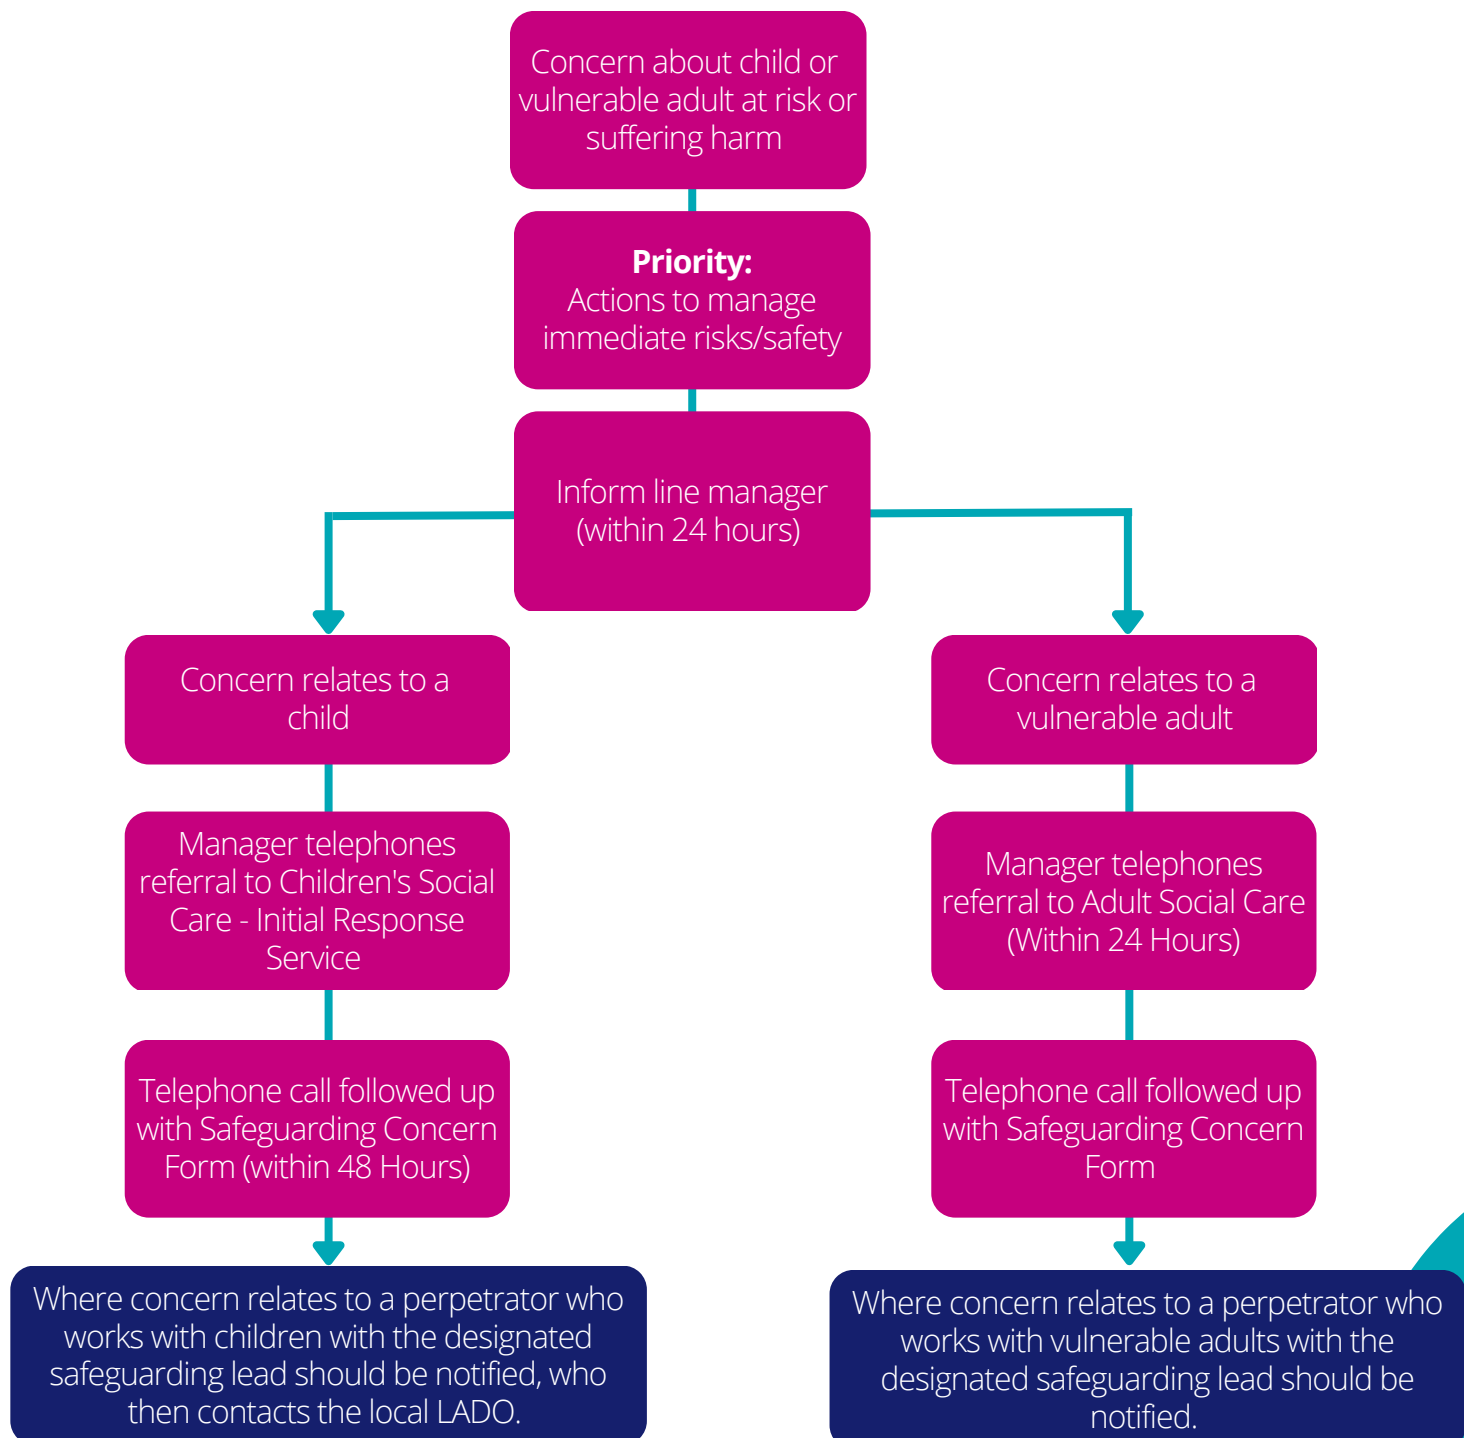 Concern about child or
vulnerable adult at risk or
suffering harm
Priority:
Actions to manage
immediate risks/safety
Inform line manager
(within 24 hours)
Concern relates to a
child
Manager telephones
referral to Children's Social
Care - Initial Response
Service
Telephone call followed up
with Safeguarding Concern
Form (within 48 Hours)
Where concern relates to a perpetrator who
works with children with the designated
safeguarding lead should be notified, who
then contacts the local LADO.
Concern relates to a
vulnerable adult
Manager telephones
referral to Adult Social Care
(Within 24 Hours)
Telephone call followed up
with Safeguarding Concern
Form
Where concern relates to a perpetrator who
works with vulnerable adults with the
designated safeguarding lead should be
notified.